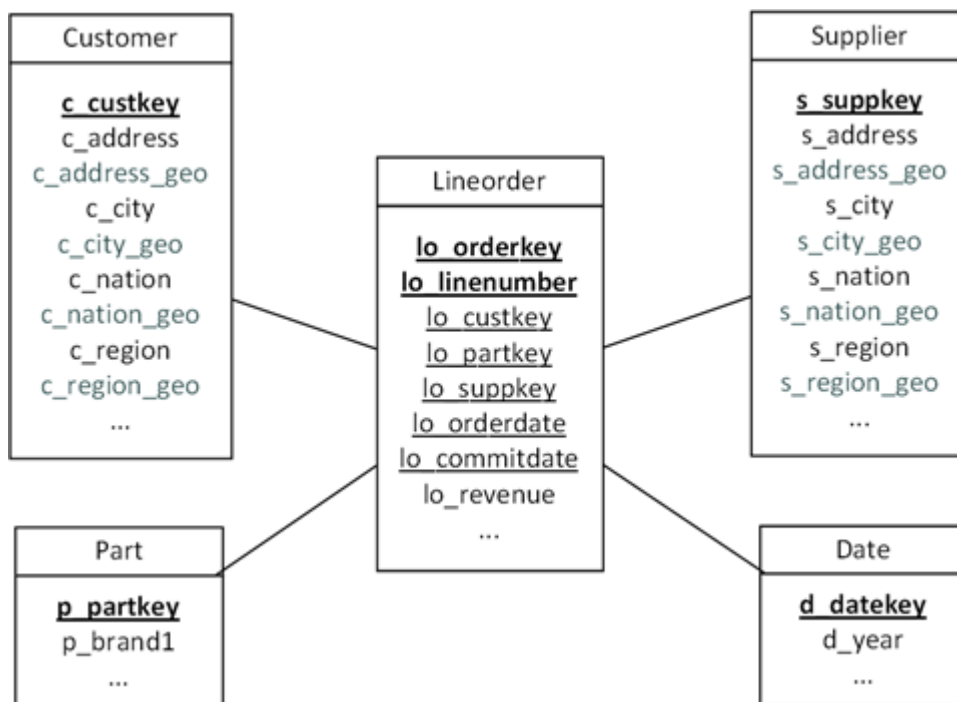 Customer
c_custkey
c_address
c_address_geo
c_city
c_city_geo
c_nation
c_nation_geo
c_region
c_region_geo
...
Supplier
s_suppkey
s_address
s_address_geo
s_city
s_city_geo
s_nation
s_nation_geo
s_region
s_region_geo
...
Lineorder
lo_orderkey
lo_linenumber
lo_custkey
lo_partkey
lo_suppkey
lo_orderdate
lo_commitdate
lo_revenue
...
Part
p_partkey
p_brand1
...
Date
d_datekey
d_year
...